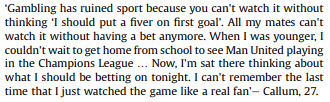 ‘Gambling has ruined sport because you can’t watch it without
thinking ‘I should put a fiver on first goal’. All my mates can’t
watch it without having a bet anymore. When I was younger, I
couldn’t wait to get home from school to see Man United playing
in the Champions League … Now, I’m sat there thinking about
what I should be betting on tonight. I can’t remember the last
time that I just watched the game like a real fan’– Callum, 27.